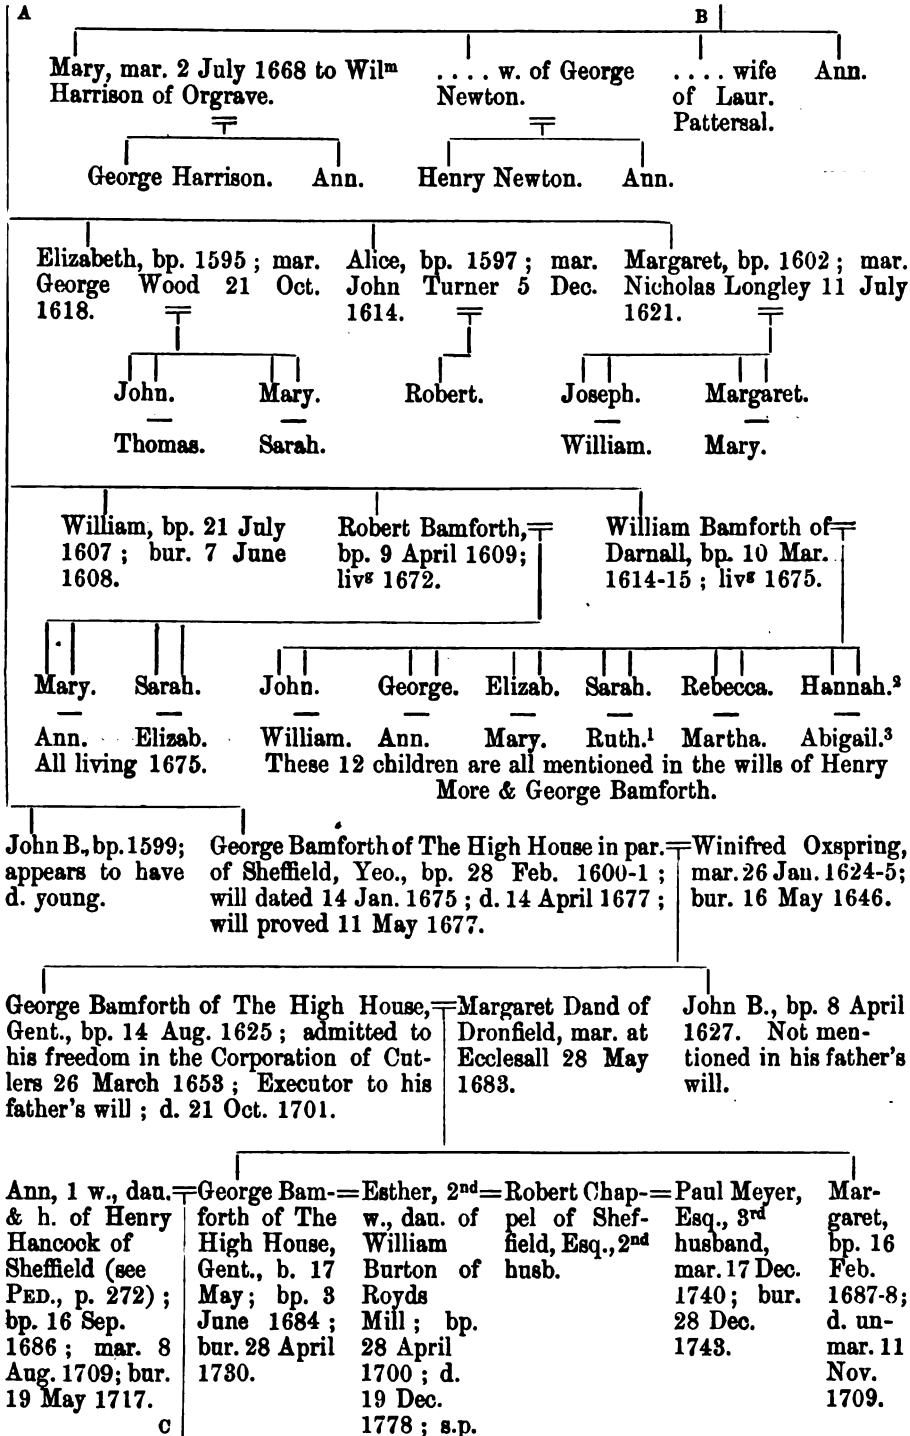 A
B
Mary, mar. 2 July 1668 to Wilm
Harrison of Orgrave.
.... w. of George
Newton.
.... wife
of Laur.
Pattersal.
Ann.
George Harrison. Ann. Henry Newton. Ann.
Elizabeth, bp. 1595 ; mar.
George Wood 21 Oct.
1618.
Alice, bp. 1597 ; mar.
John Turner 5 Dec.
1614.
Margaret, bp. 1602 ; mar.
Nicholas Longley 11 July
1621.
John. Mary. Robert. Joseph. Margaret.
Thomas. Sarah. William. Mary.
William, bp. 21 July
1607 ; bur. 7 June
1608.
Robert Bamforth,
bp. 9 April 1609;
livg 1672.
William Bamforth of
Darnall, bp. 10 Mar.
1614-15 ; livg 1675.
Mary. Sarah. John. George. Elizab. Sarah. Rebecca. Hannah.²
Ann. Elizab. William. Ann. Mary. Ruth.¹ Martha. Abigail.³
All living 1675.
These 12 children are all mentioned in the wills of Henry
More & George Bamforth.
John B., bp. 1599;
appears to have
d. young.
George Bamforth of The High House in par.
of Sheffield, Yeo., bp. 28 Feb. 1600-1 ;
will dated 14 Jan. 1675 ; d. 14 April 1677 ;
will proved 11 May 1677.
Winifred Oxspring,
mar. 26 Jan. 1624-5;
bur. 16 May 1646.
George Bamforth of The High House,
Gent., bp. 14 Aug. 1625 ; admitted to
his freedom in the Corporation of Cut-
lers 26 March 1653 ; Executor to his
father's will ; d. 21 Oct. 1701.
Margaret Dand of
Dronfield, mar. at
Ecclesall 28 May
1683.
John B., bp. 8 April
1627. Not men-
tioned in his father's
will.
Ann, 1 w., dau.
& h. of Henry
Hancock of
Sheffield (see
PED., p. 272) ;
bp. 16 Sep.
1686 ; mar. 8
Aug. 1709; bur.
19 May 1717.
C
George Bam-
forth of The
High House,
Gent., b. 17
May; bp. 3
June 1684 ;
bur. 28 April
1730.
Esther, 2nd
w., dau. of
William
Burton of
Royds
Mill ; bp.
28 April
1700 ; d.
19 Dec.
1778 ; s.p.
Robert Chap-
pel of Shef-
field, Esq., 2nd
husb.
Paul Meyer,
Esq., 3rd
husband,
mar. 17 Dec.
1740; bur.
28 Dec.
1743.
Mar-
garet,
bp. 16
Feb.
1687-8;
d. un-
mar. 11
Nov.
1709.